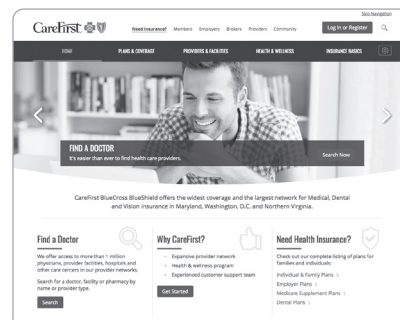 Skip Navigation
CareFirst
Need Insurance? Members Employers Brokers Providers Community
Log In or Register
HOME PLANS & COVERAGE PROVIDERS & FACILITIES HEALTH & WELLNESS INSURANCE BASICS
FIND A DOCTOR
It's easier than ever to find health care providers.
Search Now
CareFirst BlueCross BlueShield offers the widest coverage and the largest network for Medical, Dental
and Vision Insurance in Maryland, Washington, D.C. and Northern Virginia.
Find a Doctor
We offer access to more than 1 million
physicians, provider facilities, hospitals and
other care centers in our provider networks.
Search for a doctor, facility or pharmacy by
name or provider type.
Search
Why CareFirst?
- Expansive provider network
- Health & wellness program
- Experienced customer support team
Get Started
Need Health Insurance?
Check out our complete listing of plans for
families and individuals:
Individual & Family Plans >
Employer Plans >
Medicare Supplement Plans >
Dental Plans >